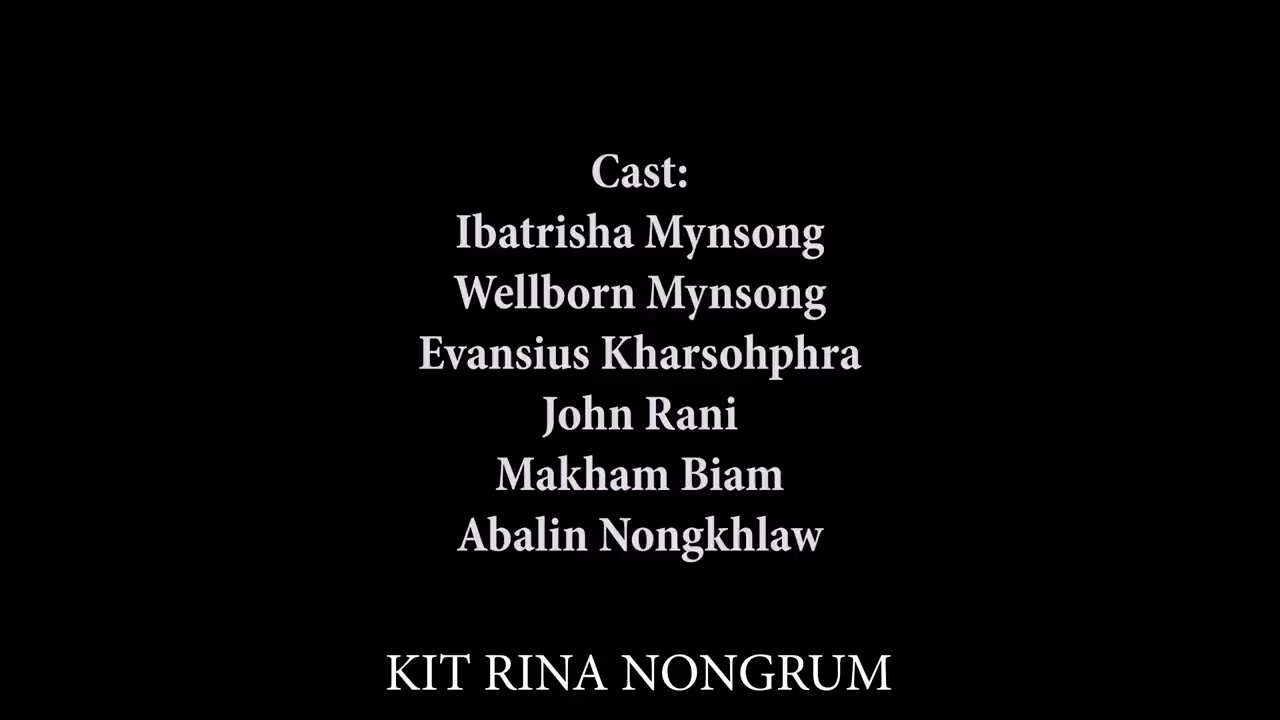 Cast:
Ibatrisha Mynsong
Wellborn Mynsong
Evansius Kharsohphra
John Rani
Makham Biam
Abalin Nongkhlaw
KIT RINA NONGRUM